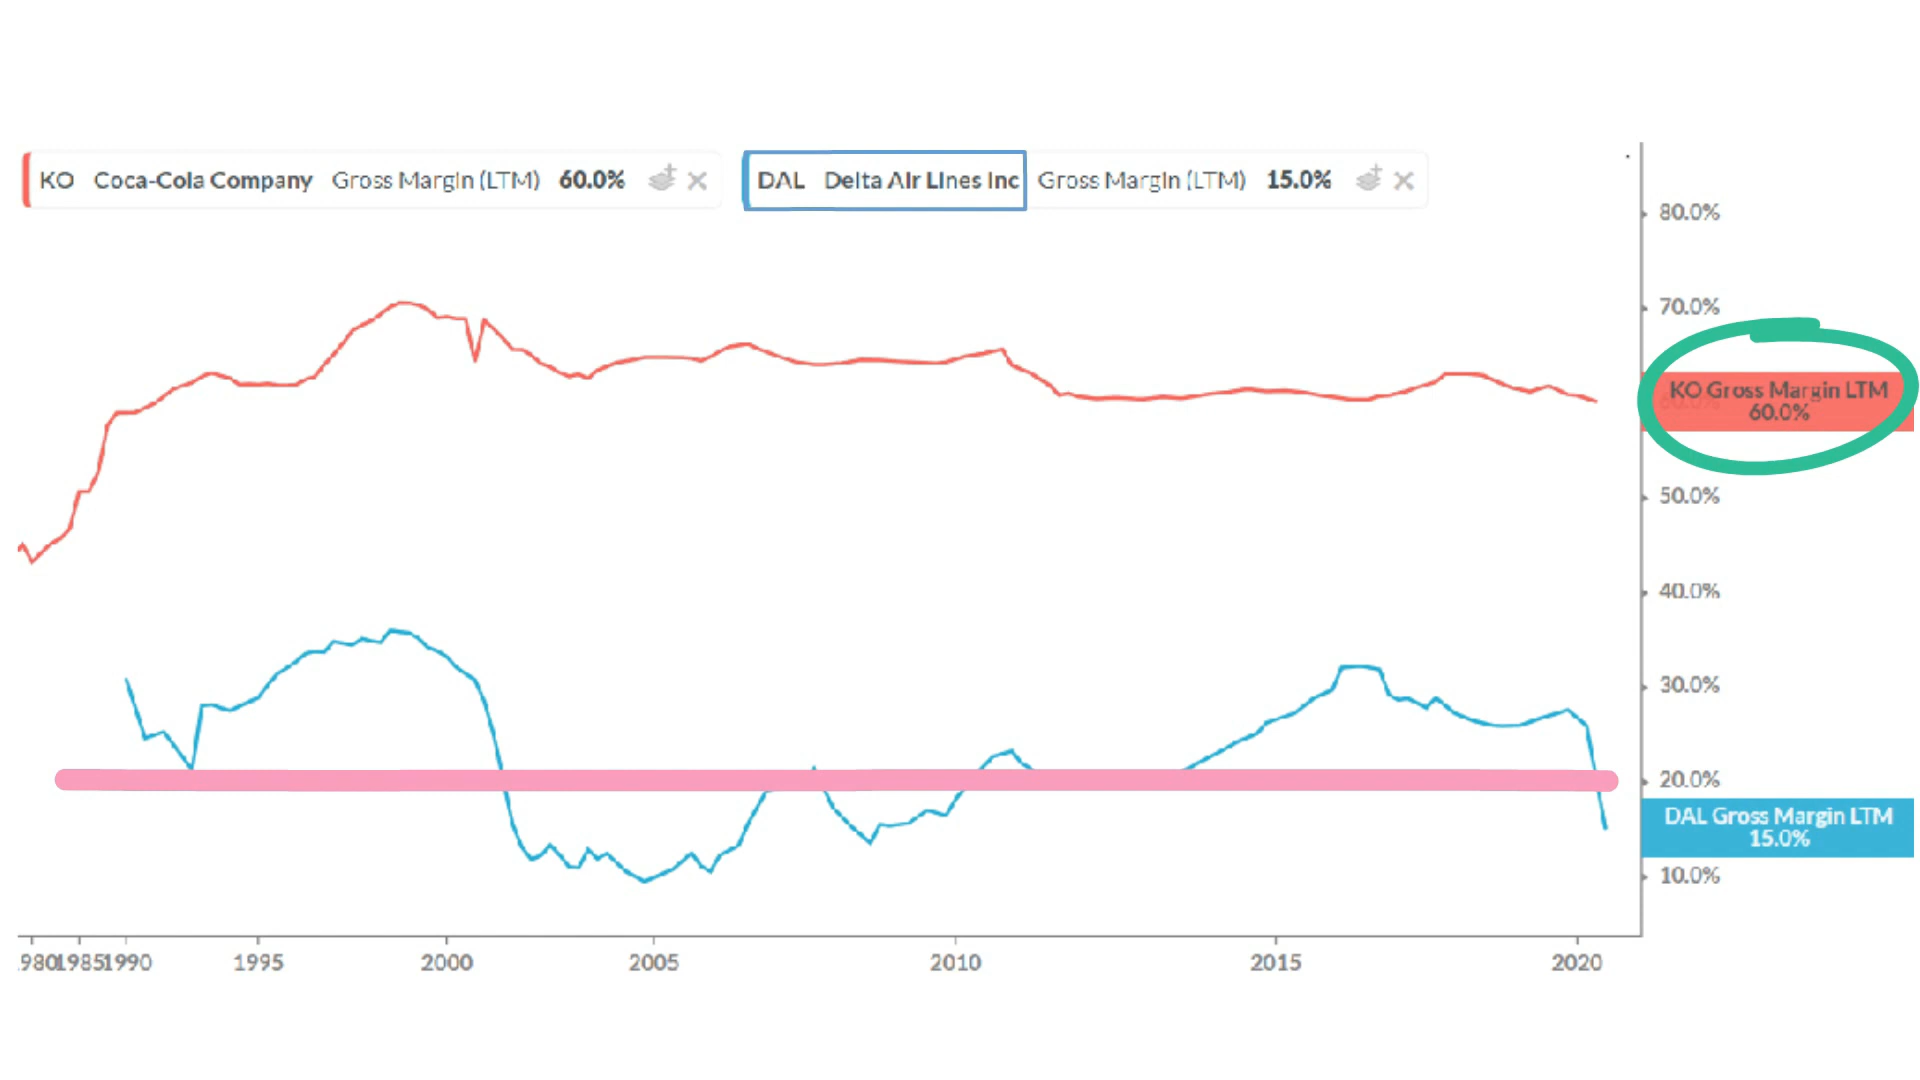 KO Coca-Cola Company Gross Margin (LTM) 60.0%
DAL Delta Air Lines Inc Gross Margin (LTM) 15.0%
80.0%
70.0%
KO Gross Margin LTM
60.0%
50.0%
40.0%
30.0%
20.0%
DAL Gross Margin LTM
15.0%
10.0%
1980 1985 1990 1995 2000 2005 2010 2015 2020